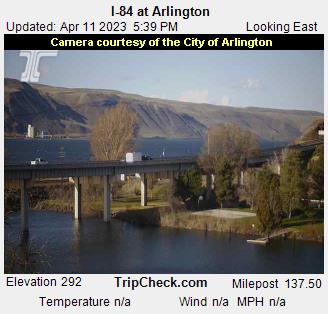 I-84 at Arlington
Updated: Apr 11 2023 5:39 PM Looking East
Camera courtesy of the City of Arlington
Elevation 292 TripCheck.com Milepost 137.50
Temperature n/a Wind n/a MPH n/a